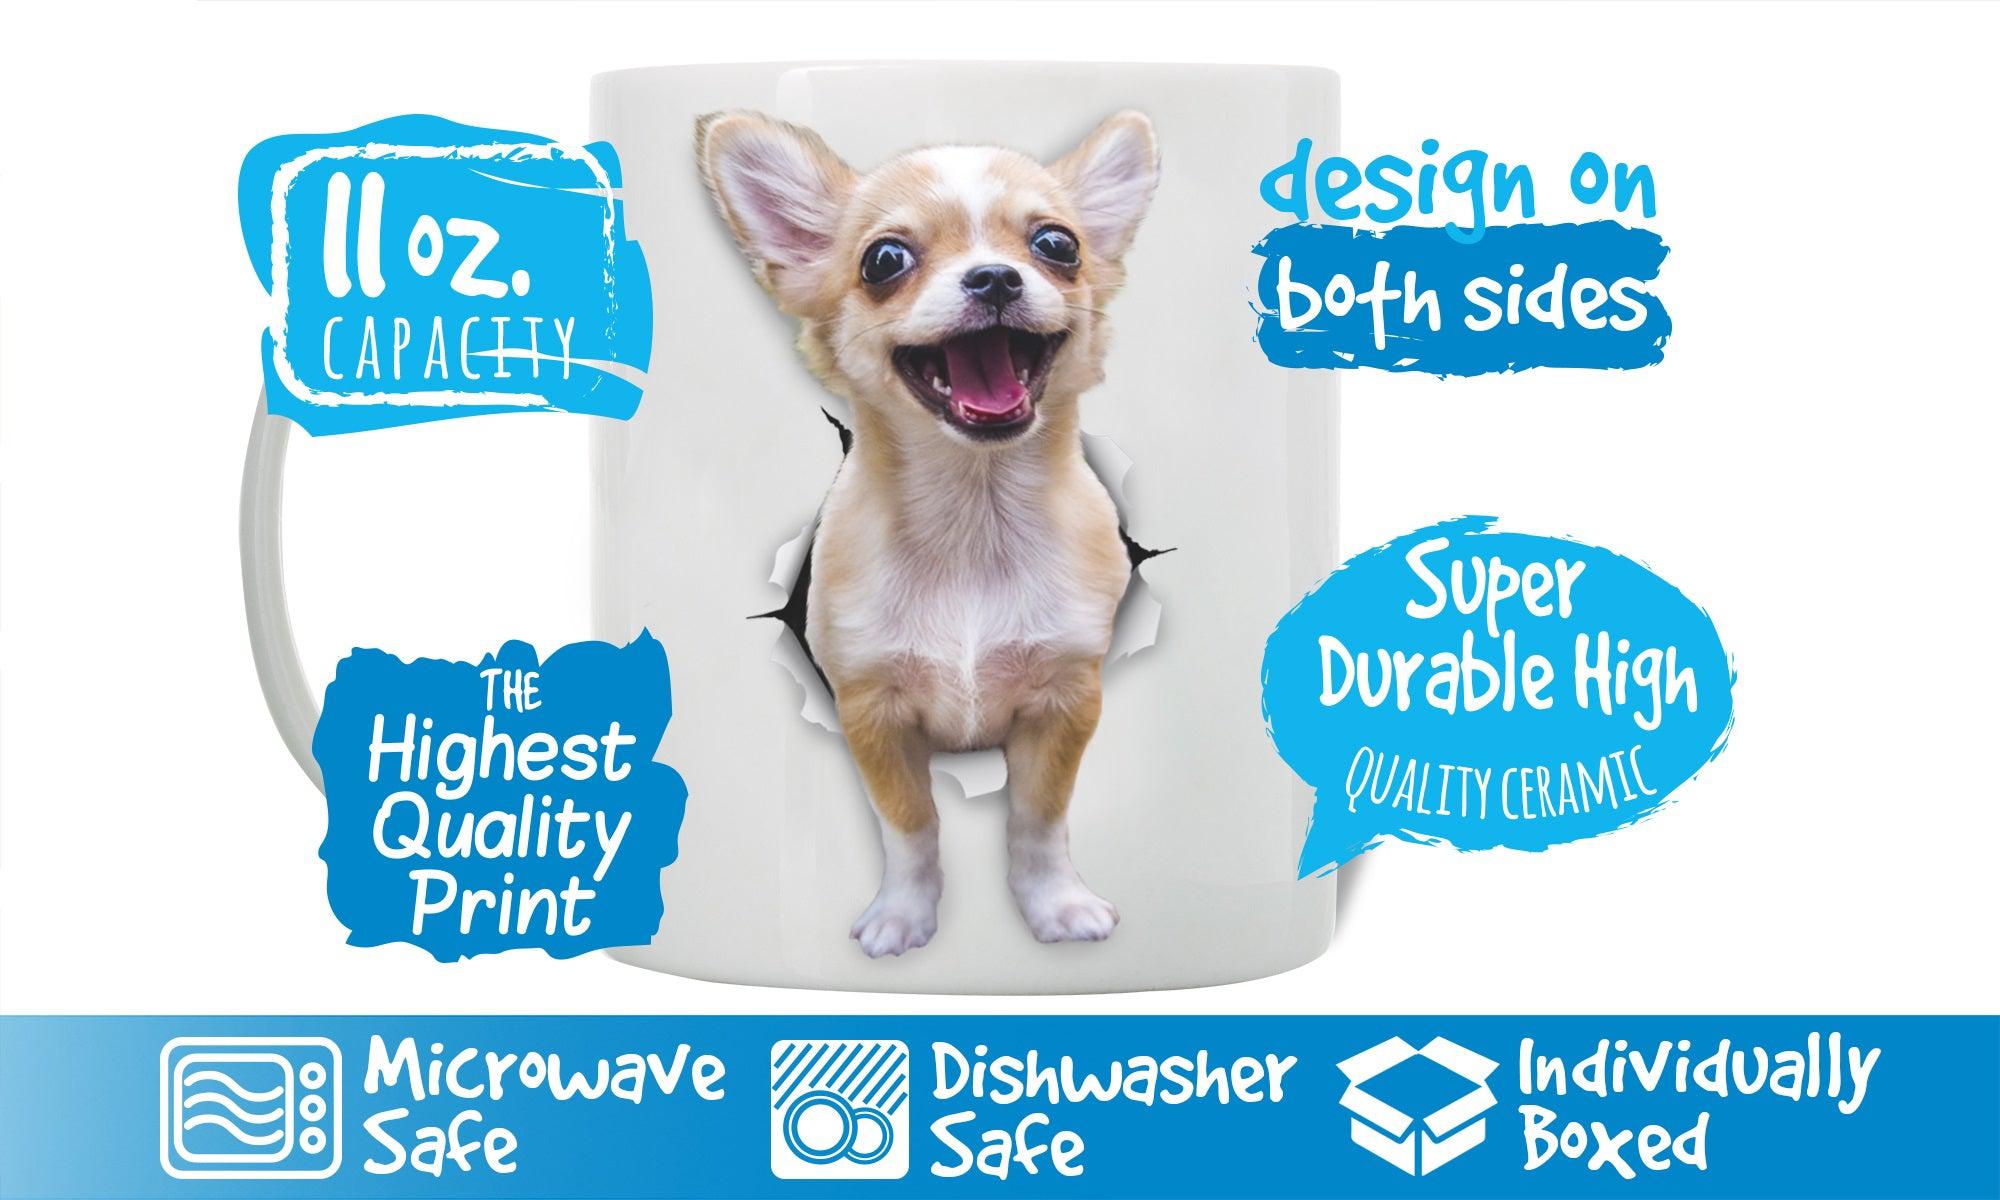 11 oz.
CAPACITY
design on
both sides
THE
Highest
Quality
Print
Super
Durable High
QUALITY CERAMIC
Microwave
Safe
Dishwasher
Safe
Individually
Boxed